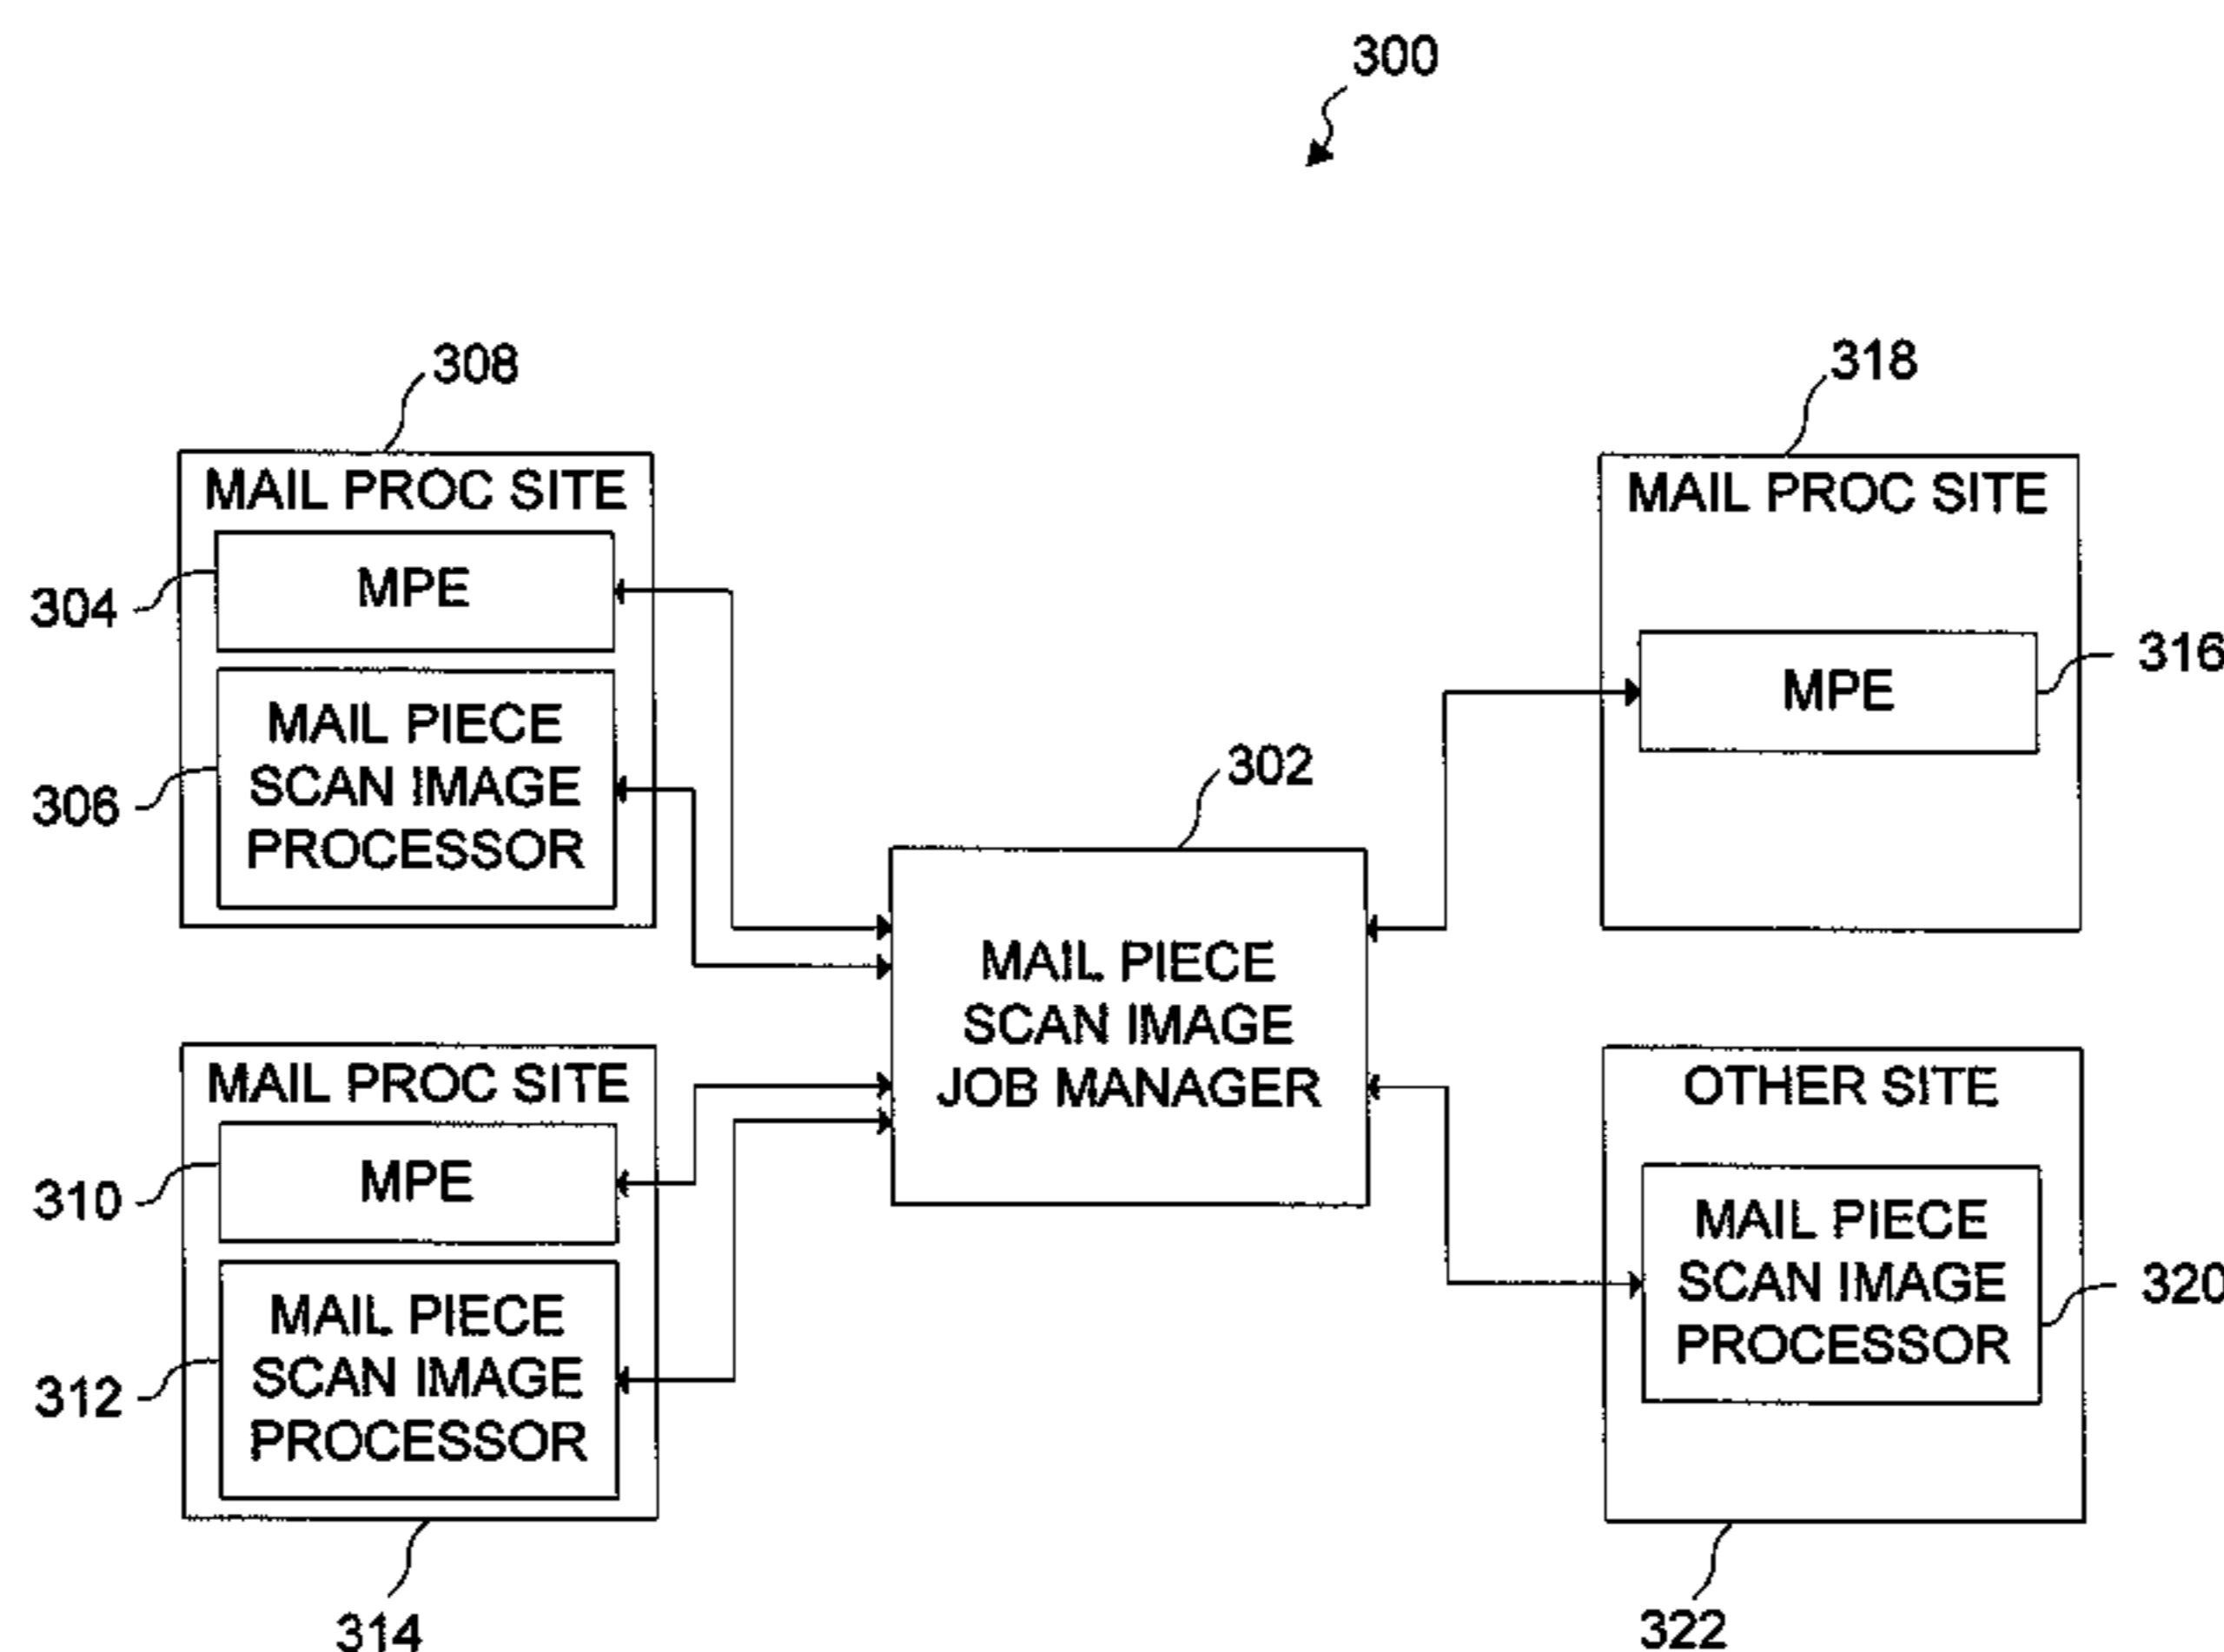 300
308
MAIL PROC SITE
304
MPE
306
MAIL PIECE
SCAN IMAGE
PROCESSOR
MAIL PROC SITE
310
MPE
312
MAIL PIECE
SCAN IMAGE
PROCESSOR
314
302
MAIL PIECE
SCAN IMAGE
JOB MANAGER
318
MAIL PROC SITE
MPE
316
OTHER SITE
MAIL PIECE
SCAN IMAGE
PROCESSOR
320
322